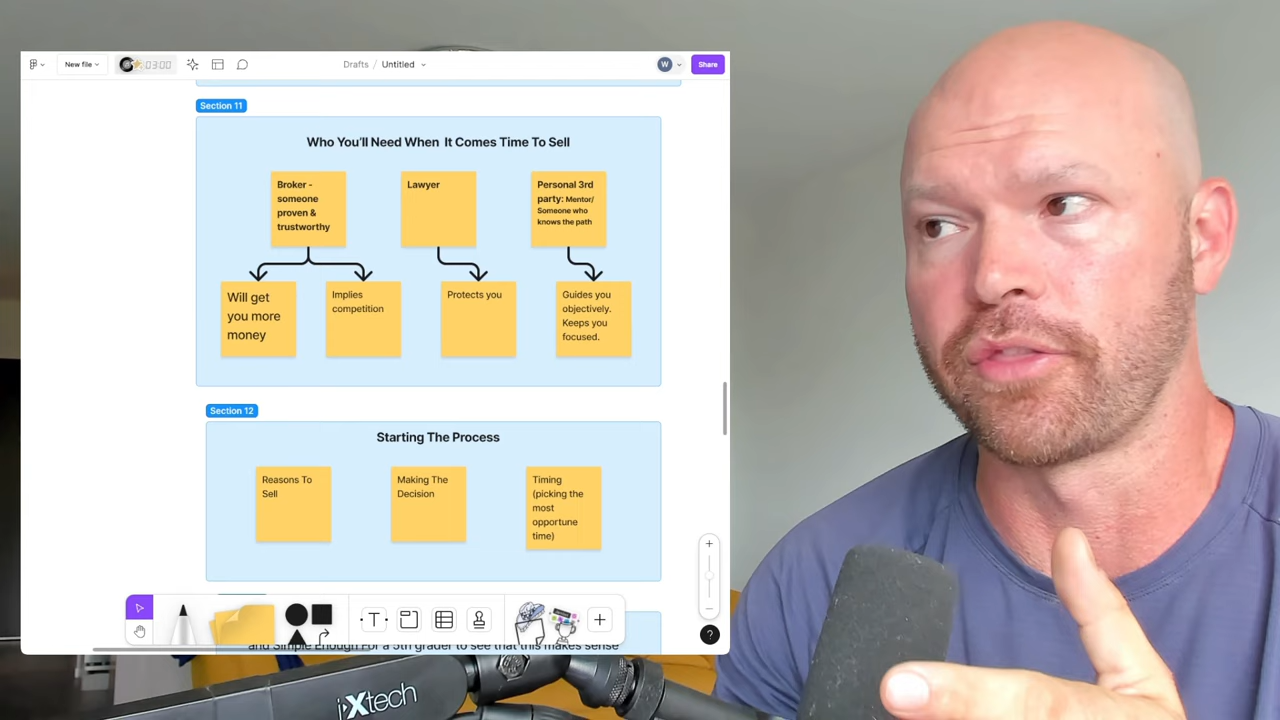 New file
03:00
Drafts / Untitled
W
Share
Section 11
Who You'll Need When It Comes Time To Sell
Broker -
someone
proven &
trustworthy
Lawyer
Personal 3rd
party: Mentor/
Someone who
knows the path
Will get
you more
money
Implies
competition
Protects you
Guides you
objectively.
Keeps you
focused.
Section 12
Starting The Process
Reasons To
Sell
Making The
Decision
Timing
(picking the
most
opportune
time)
T
?
and Simple Enough For a 5th grader to see that this makes sense
iXtech